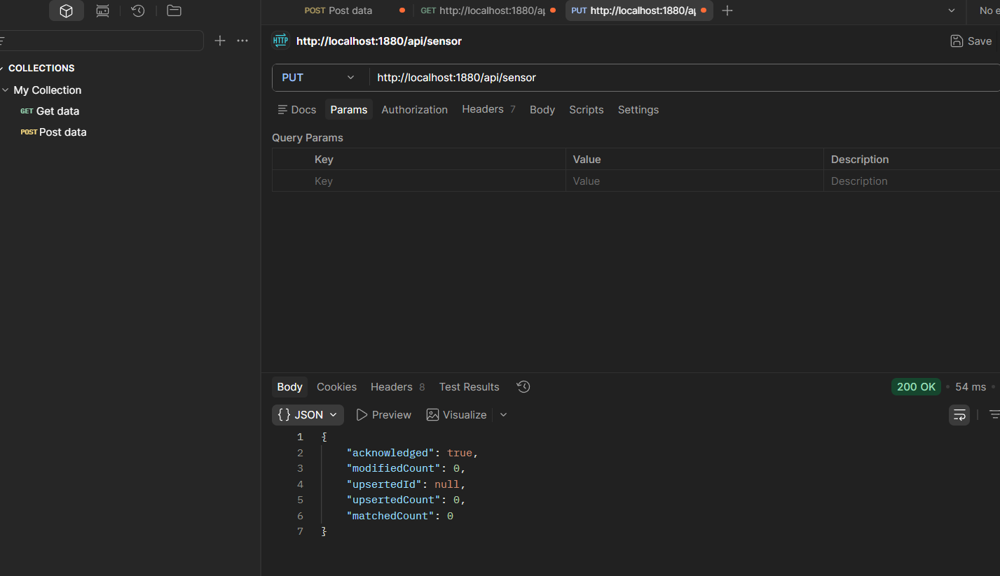 POST Post data
GET http://localhost:1880/ap
PUT http://localhost:1880/ap
No e
HTTP http://localhost:1880/api/sensor
Save
COLLECTIONS
My Collection
GET Get data
POST Post data
PUT http://localhost:1880/api/sensor
Docs Params Authorization Headers 7 Body Scripts Settings
Query Params
Key Value Description
Key Value Description
Body Cookies Headers 8 Test Results 200 OK • 54 ms •
{} JSON Preview Visualize
1 {
2 "acknowledged": true,
3 "modifiedCount": 0,
4 "upsertedId": null,
5 "upsertedCount": 0,
6 "matchedCount": 0
7 }